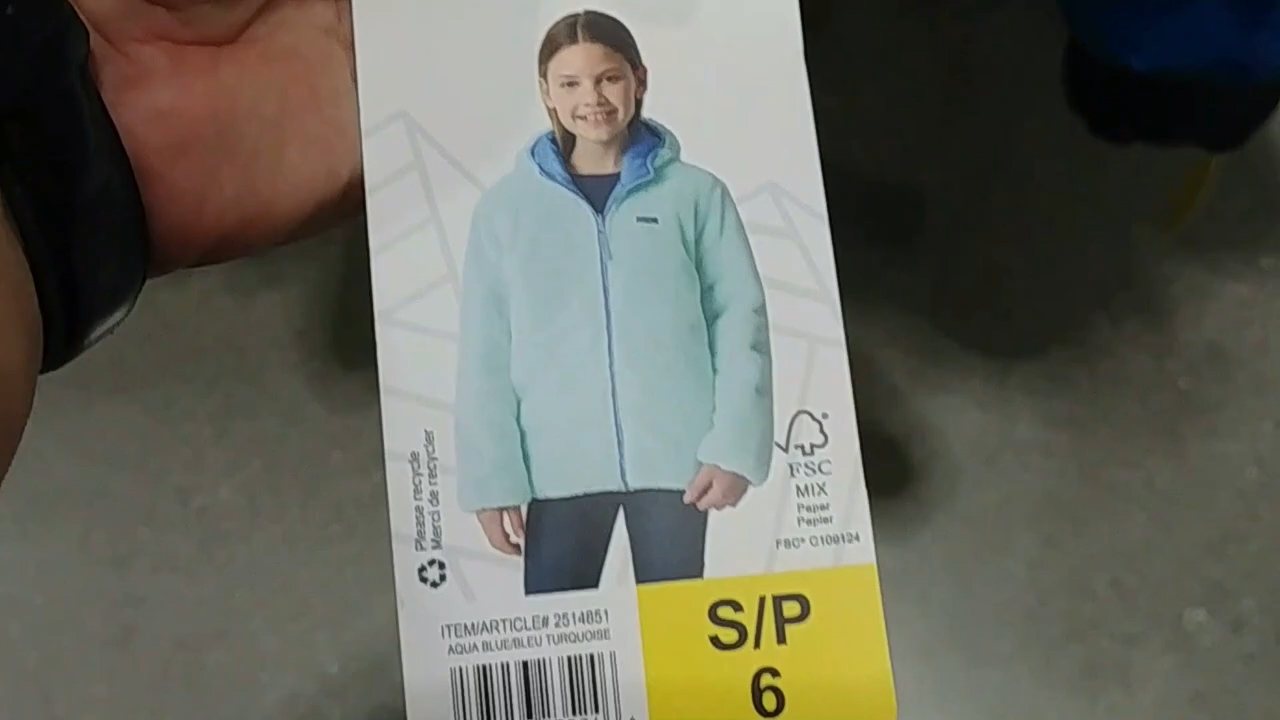 Please recycle
Merci de recycler
FSC
MIX
Paper
Papier
FSC® C109124
ITEM/ARTICLE# 2514851
AQUA BLUE/BLEU TURQUOISE
S/P
6